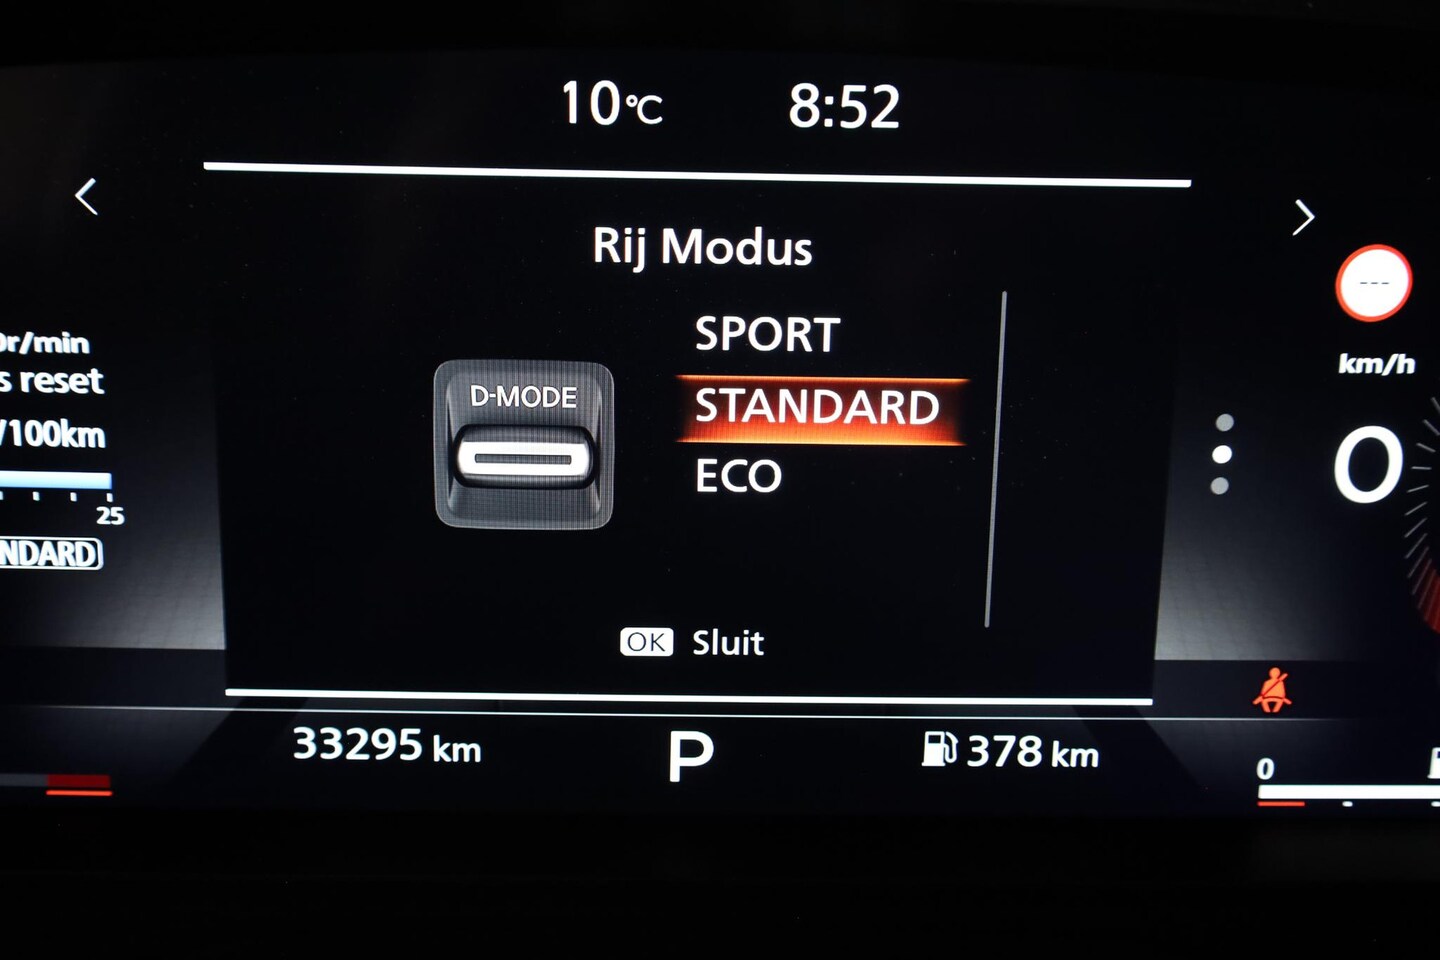 10°C 8:52
Rij Modus
SPORT
D-MODE
STANDARD
ECO
OK Sluit
r/min
s reset
/100km
25
NDARD
---
km/h
0
33295 km P 378 km
0